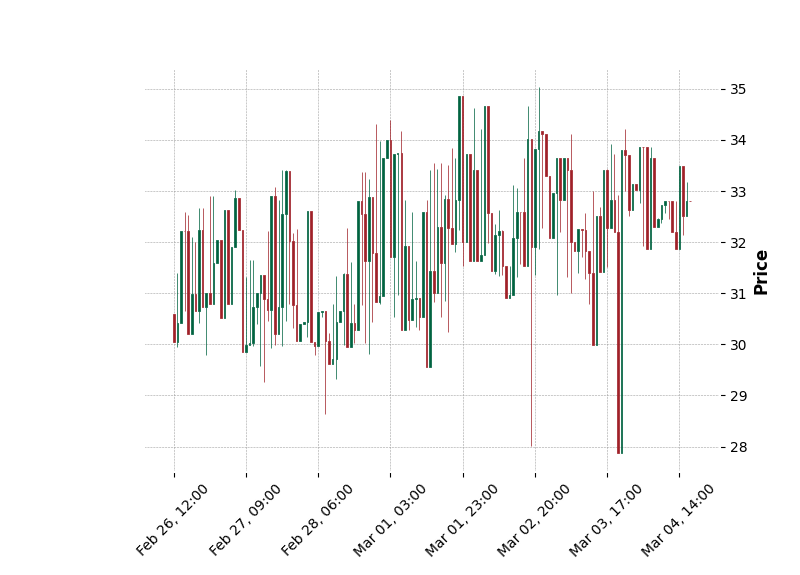 35
34
33
32
31
30
29
28
Price
Feb 26, 12:00
Feb 27, 09:00
Feb 28, 06:00
Mar 01, 03:00
Mar 01, 23:00
Mar 02, 20:00
Mar 03, 17:00
Mar 04, 14:00